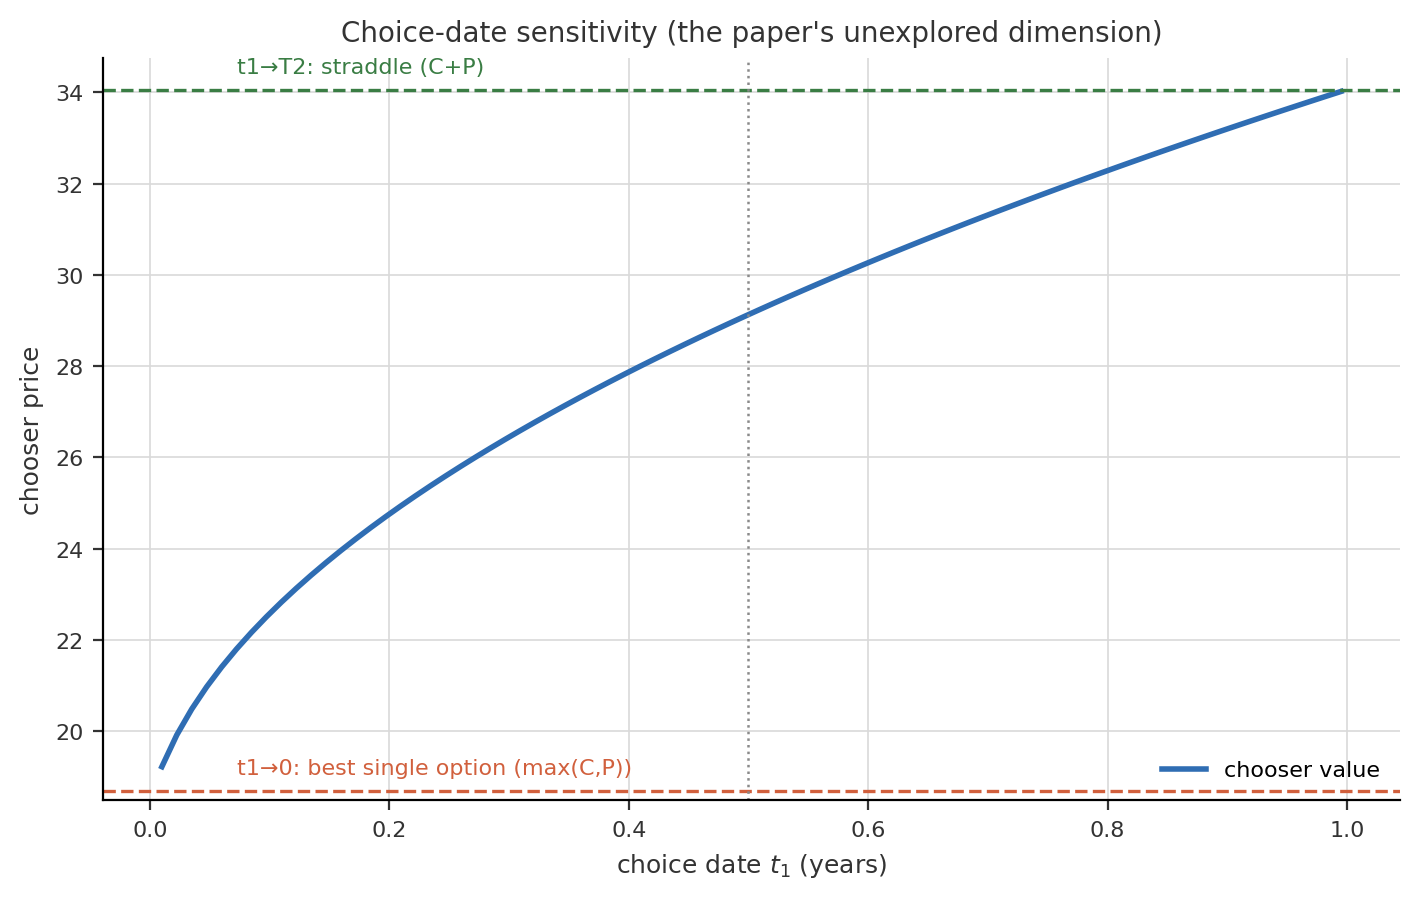 Choice-date sensitivity (the paper's unexplored dimension)
t1→T2: straddle (C+P)
34
32
30
28
26
24
22
20
chooser price
t1→0: best single option (max(C,P))
chooser value
0.0 0.2 0.4 0.6 0.8 1.0
choice date t₁ (years)